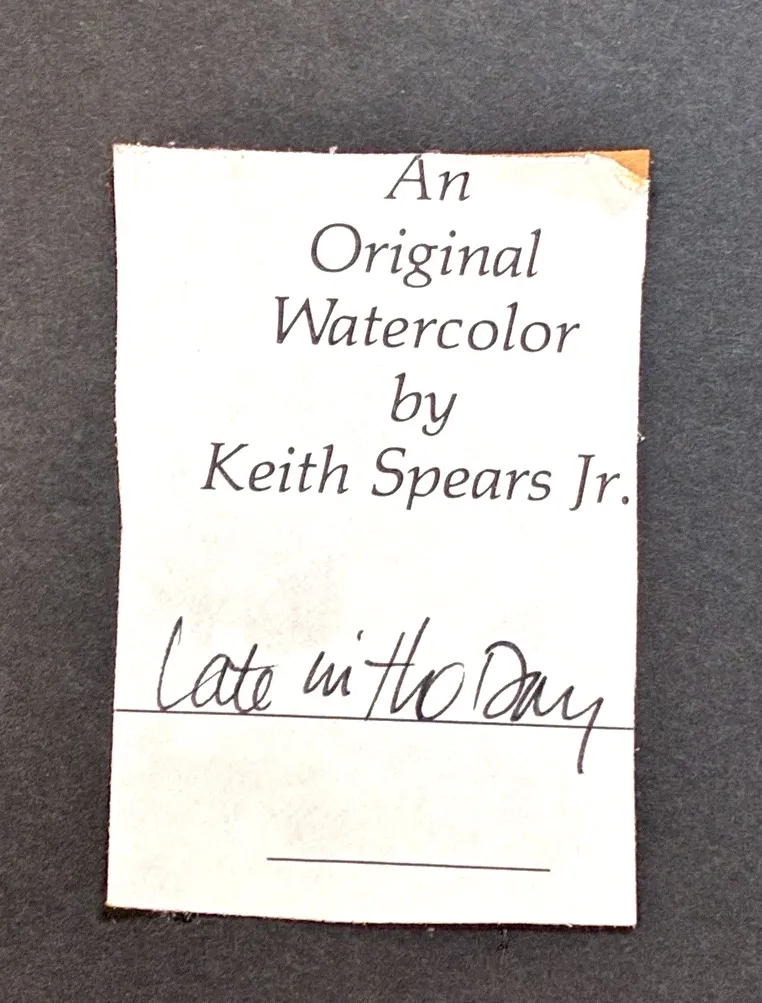 An
Original
Watercolor
by
Keith Spears Jr.
Late in the Day